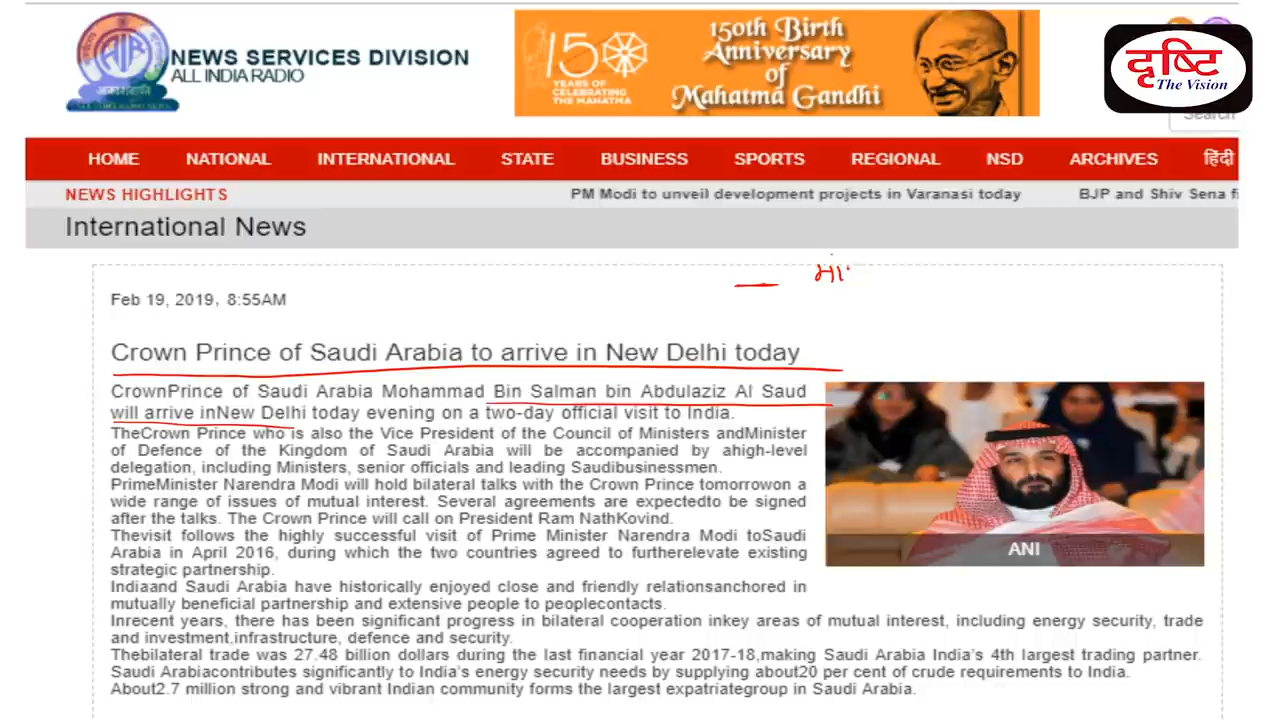 NEWS SERVICES DIVISION
ALL INDIA RADIO
AIR
150
YEARS OF
CELEBRATING
THE MAHATMA
150th Birth
Anniversary
of
Mahatma Gandhi
दृष्टि
The Vision
Search
HOME NATIONAL INTERNATIONAL STATE BUSINESS SPORTS REGIONAL NSD ARCHIVES हिंदी
NEWS HIGHLIGHTS PM Modi to unveil development projects in Varanasi today BJP and Shiv Sena fi
International News
Feb 19, 2019, 8:55AM
Crown Prince of Saudi Arabia to arrive in New Delhi today
CrownPrince of Saudi Arabia Mohammad Bin Salman bin Abdulaziz Al Saud
will arrive inNew Delhi today evening on a two-day official visit to India.
TheCrown Prince who is also the Vice President of the Council of Ministers andMinister
of Defence of the Kingdom of Saudi Arabia will be accompanied by ahigh-level
delegation, including Ministers, senior officials and leading Saudibusinessmen.
PrimeMinister Narendra Modi will hold bilateral talks with the Crown Prince tomorrowon a
wide range of issues of mutual interest. Several agreements are expectedto be signed
after the talks. The Crown Prince will call on President Ram NathKovind.
Thevisit follows the highly successful visit of Prime Minister Narendra Modi toSaudi
Arabia in April 2016, during which the two countries agreed to furtherelevate existing
strategic partnership.
Indiaand Saudi Arabia have historically enjoyed close and friendly relationsanchored in
mutually beneficial partnership and extensive people to peoplecontacts.
Inrecent years, there has been significant progress in bilateral cooperation inkey areas of mutual interest, including energy security, trade
and investment,infrastructure, defence and security.
Thebilateral trade was 27.48 billion dollars during the last financial year 2017-18,making Saudi Arabia India's 4th largest trading partner.
Saudi Arabiacontributes significantly to India's energy security needs by supplying about20 per cent of crude requirements to India.
About2.7 million strong and vibrant Indian community forms the largest expatriategroup in Saudi Arabia.
ANI